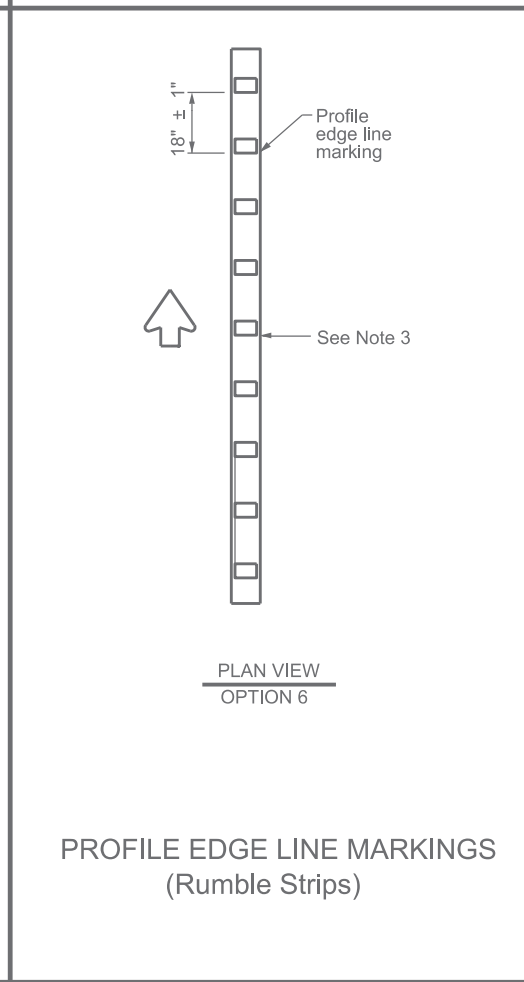 18" ± 1"
Profile
edge line
marking
See Note 3
PLAN VIEW
OPTION 6
PROFILE EDGE LINE MARKINGS
(Rumble Strips)